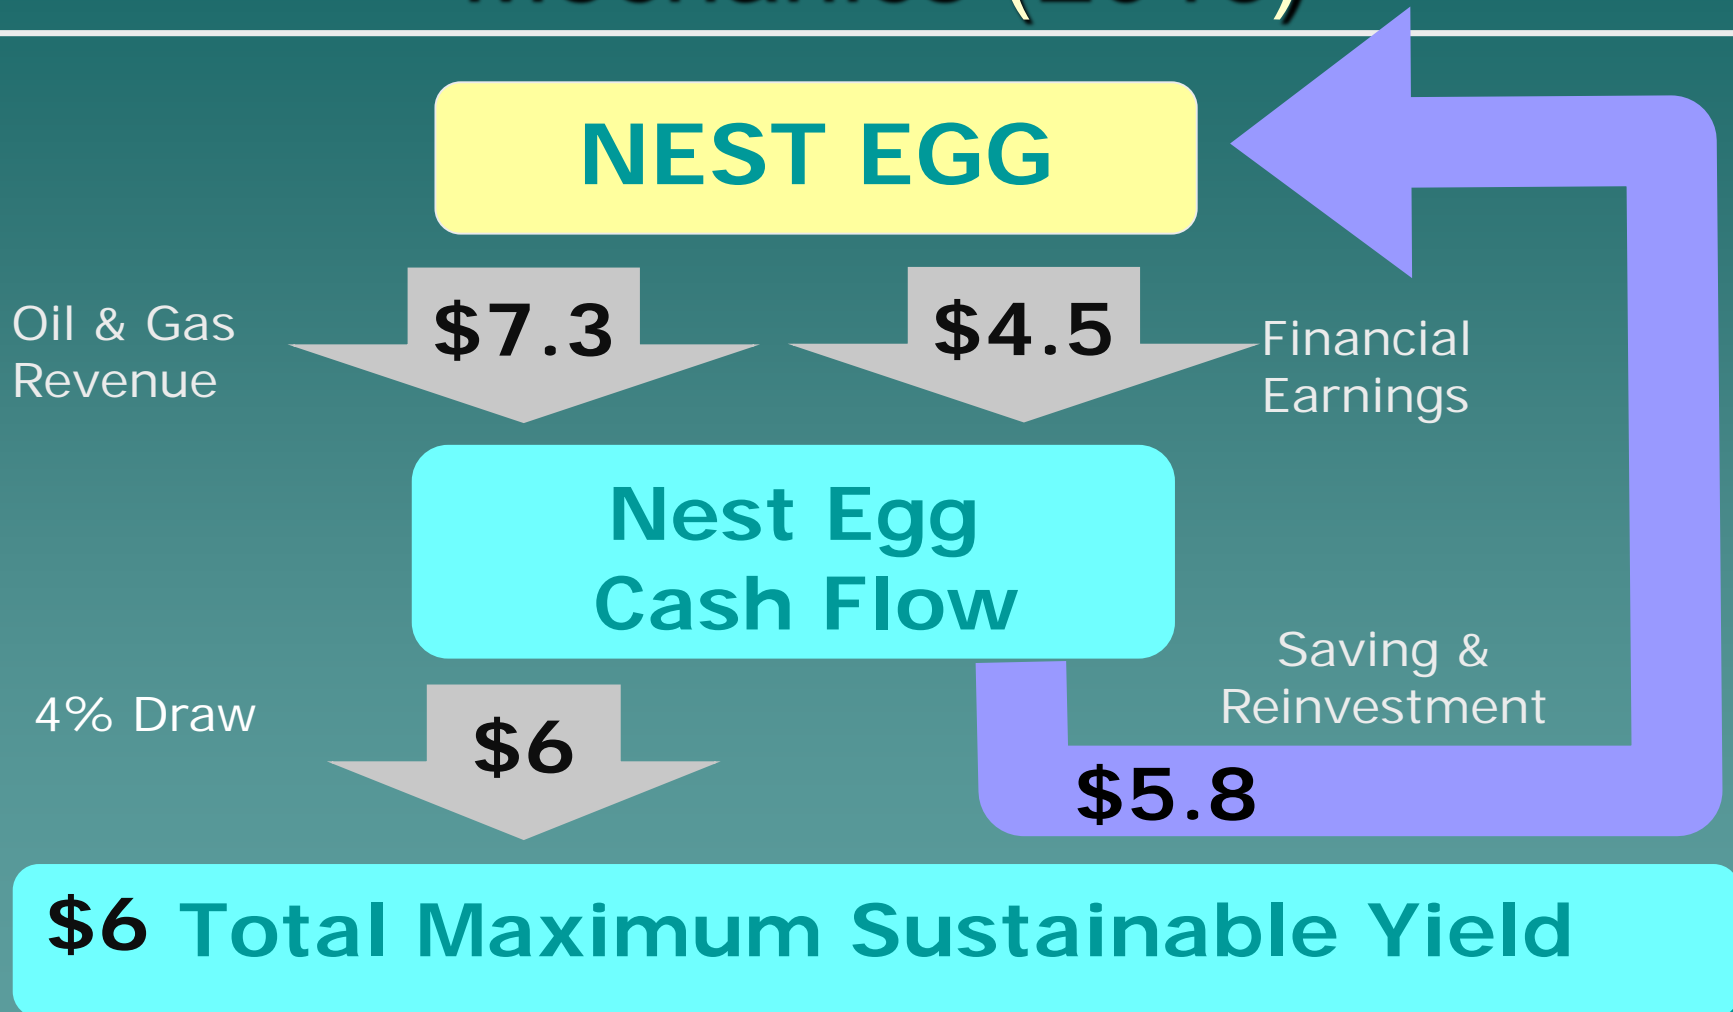 NEST EGG
$7.3
$4.5
Oil & Gas
Revenue
Financial
Earnings
Nest Egg
Cash Flow
4% Draw
$6
Saving &
Reinvestment
$5.8
$6 Total Maximum Sustainable Yield